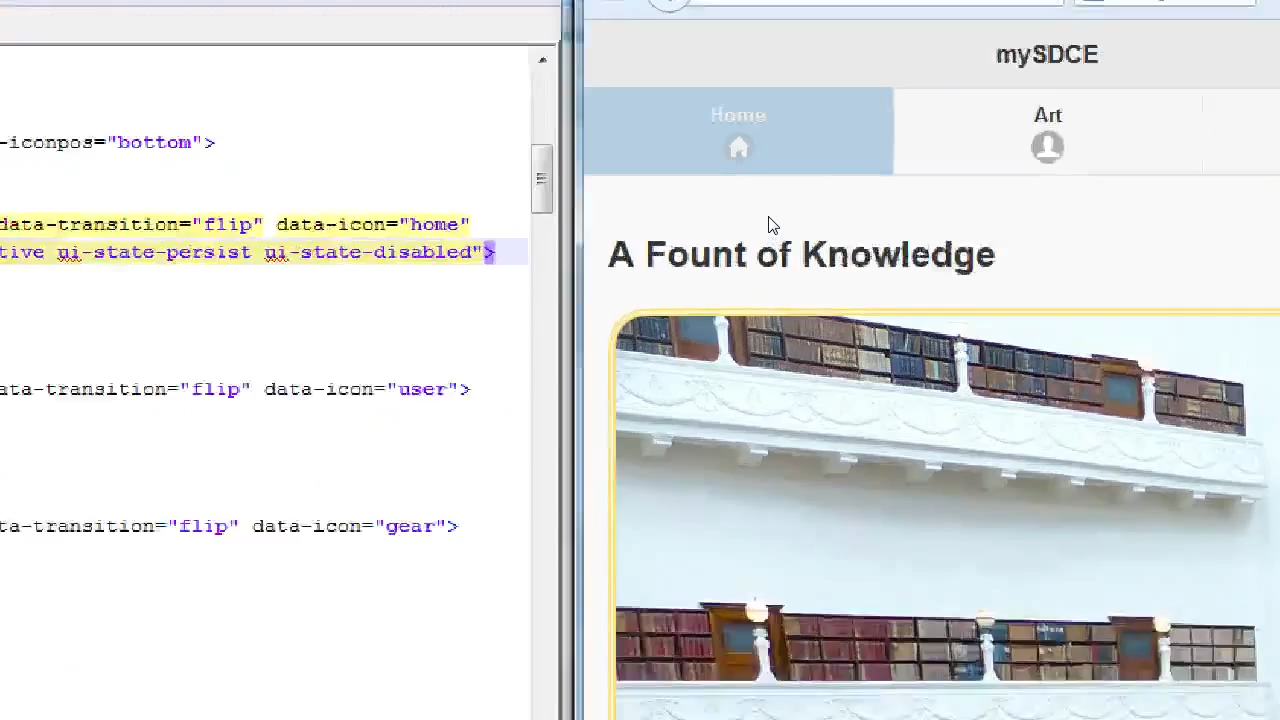 -iconpos="bottom">
data-transition="flip" data-icon="home"
tive ui-state-persist ui-state-disabled">
ata-transition="flip" data-icon="user">
ta-transition="flip" data-icon="gear">
mySDCE
Home
Art
A Fount of Knowledge